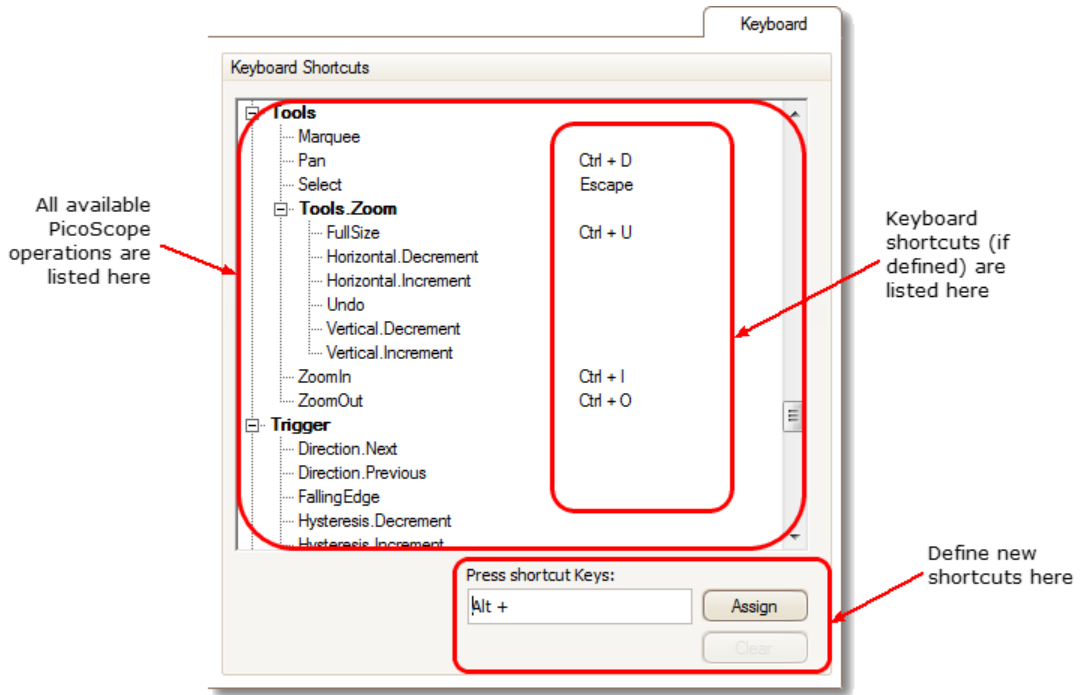 Keyboard
Keyboard Shortcuts
Tools
Marquee
Pan Ctrl + D
Select Escape
Tools.Zoom
FullSize Ctrl + U
Horizontal.Decrement
Horizontal.Increment
Undo
Vertical.Decrement
Vertical.Increment
ZoomIn Ctrl + I
ZoomOut Ctrl + O
Trigger
Direction.Next
Direction.Previous
FallingEdge
Hysteresis.Decrement
Hysteresis.Increment
Press shortcut Keys:
Alt +
Assign
Clear
All available
PicoScope
operations are
listed here
Keyboard
shortcuts (if
defined) are
listed here
Define new
shortcuts here